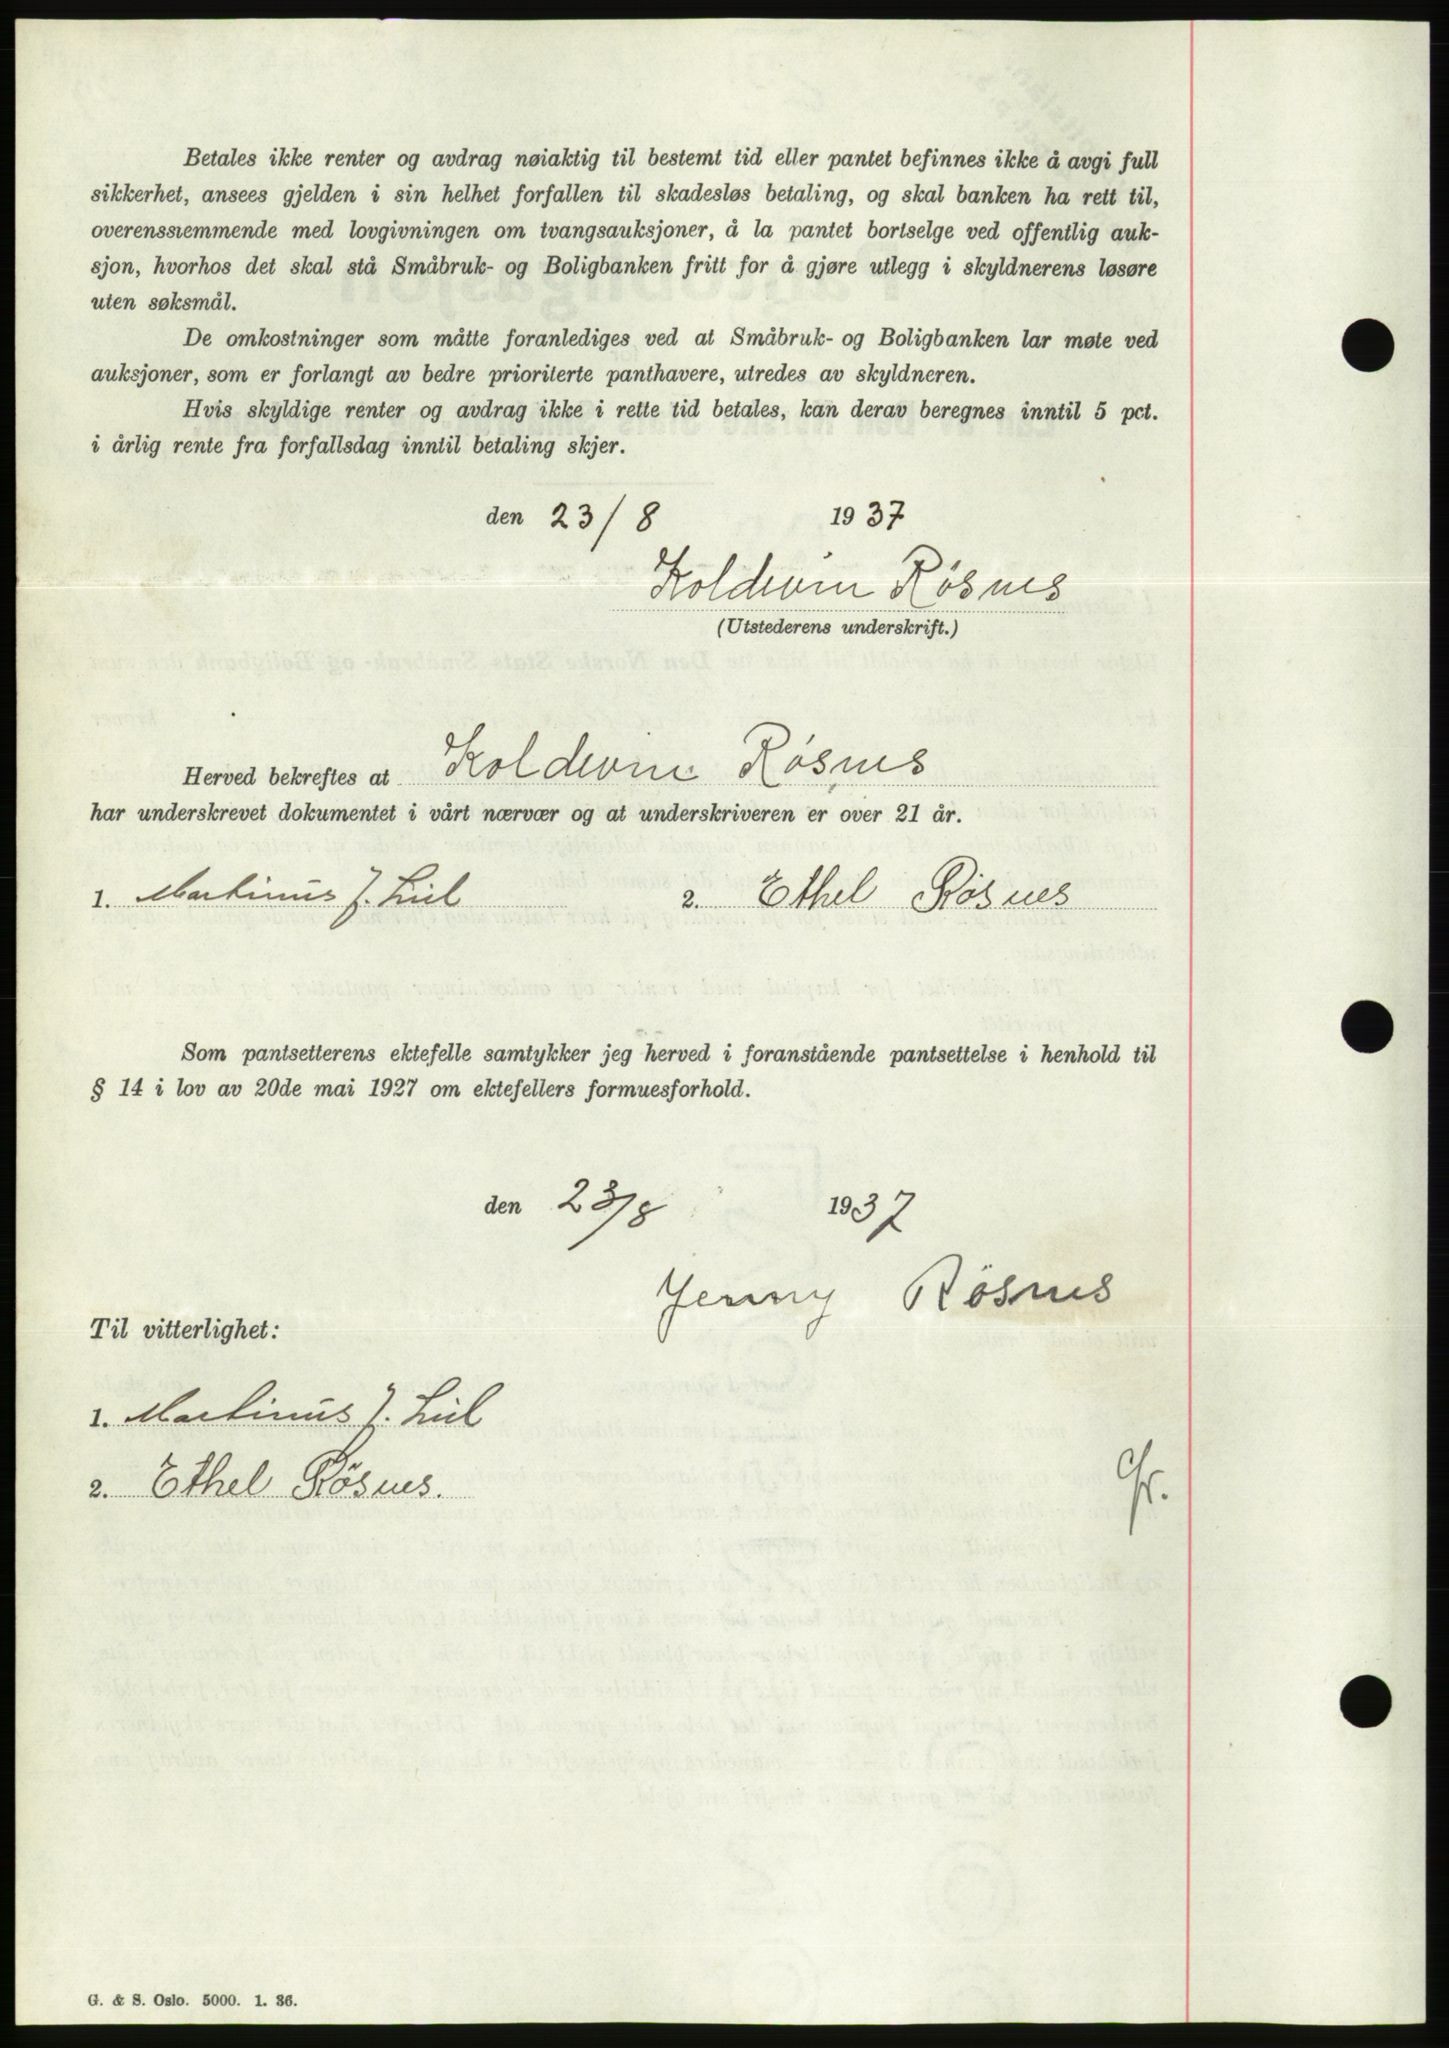 Betales ikke renter og avdrag nøiaktig til bestemt tid eller pantet befinnes ikke å avgi full
sikkerhet, ansees gjelden i sin helhet forfallen til skadesløs betaling, og skal banken ha rett til,
overensstemmende med lovgivningen om tvangsauksjoner, å la pantet bortselge ved offentlig auk-
sjon, hvorhos det skal stå Småbruk- og Boligbanken fritt for å gjøre utlegg i skyldnerens løsøre
uten søksmål.
De omkostninger som måtte foranlediges ved at Småbruk- og Boligbanken lar møte ved
auksjoner, som er forlangt av bedre prioriterte panthavere, utredes av skyldneren.
Hvis skyldige renter og avdrag ikke i rette tid betales, kan derav beregnes inntil 5 pct.
i årlig rente fra forfallsdag inntil betaling skjer.
den 23/8 1937
Koldevin Rösnes
(Utstederens underskrift.)
Herved bekreftes at Koldevin Rösnes
har underskrevet dokumentet i vårt nærvær og at underskriveren er over 21 år.
1. Martinus J. Liel 2. Ethel Rösnes
Som pantsetterens ektefelle samtykker jeg herved i foranstående pantsettelse i henhold til
§ 14 i lov av 20de mai 1927 om ektefellers formuesforhold.
den 23/8 1937
Jenny Rösnes
Til vitterlighet:
1. Martinus J. Liel
2. Ethel Rösnes.
G. & S. Oslo. 5000. 1. 36.